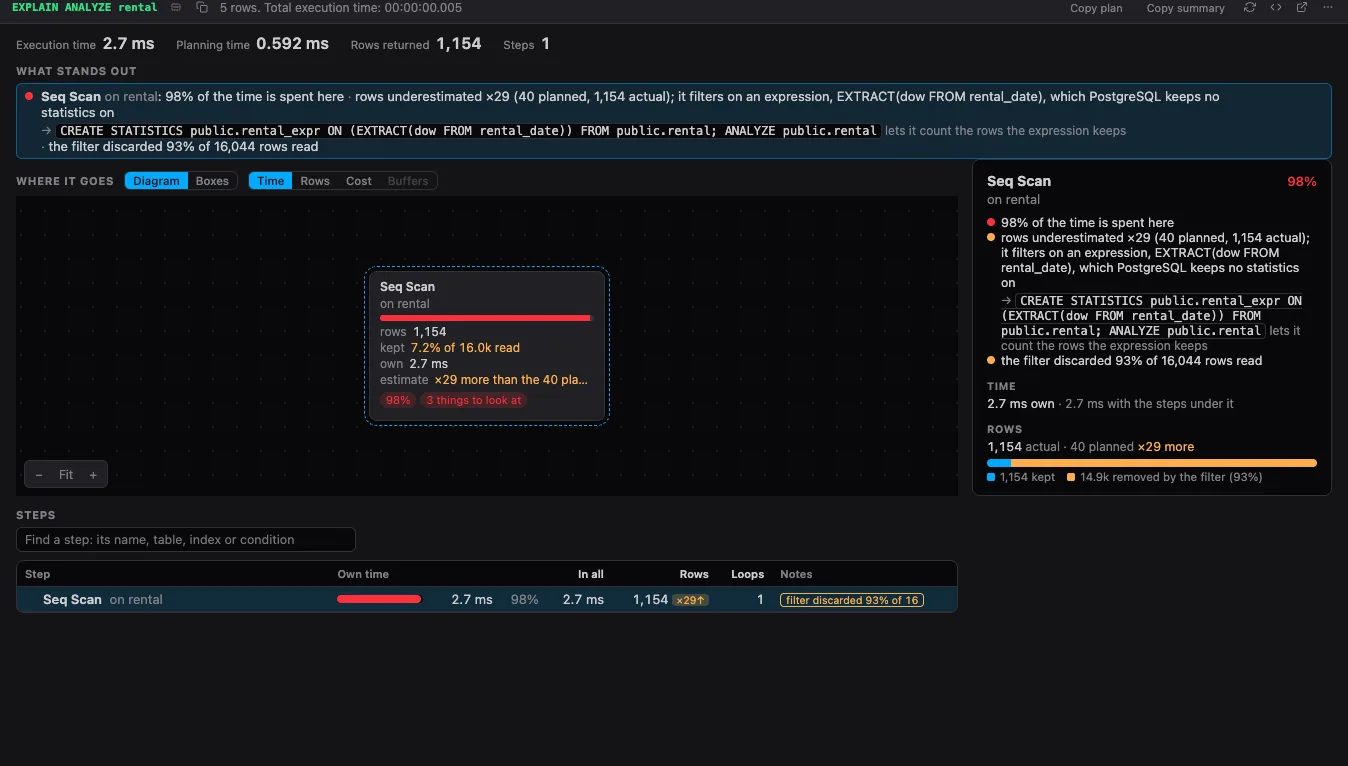 EXPLAIN ANALYZE rental 5 rows. Total execution time: 00:00:00.005 Copy plan Copy summary
Execution time 2.7 ms Planning time 0.592 ms Rows returned 1,154 Steps 1
WHAT STANDS OUT
Seq Scan on rental: 98% of the time is spent here · rows underestimated ×29 (40 planned, 1,154 actual); it filters on an expression, EXTRACT(dow FROM rental_date), which PostgreSQL keeps no
statistics on
→ CREATE STATISTICS public.rental_expr ON (EXTRACT(dow FROM rental_date)) FROM public.rental; ANALYZE public.rental lets it count the rows the expression keeps
· the filter discarded 93% of 16,044 rows read
WHERE IT GOES Diagram Boxes Time Rows Cost Buffers
Seq Scan
on rental
rows 1,154
kept 7.2% of 16.0k read
own 2.7 ms
estimate ×29 more than the 40 pla...
98% 3 things to look at
− Fit +
Seq Scan 98%
on rental
98% of the time is spent here
rows underestimated ×29 (40 planned, 1,154 actual);
it filters on an expression, EXTRACT(dow FROM
rental_date), which PostgreSQL keeps no statistics
on
→ CREATE STATISTICS public.rental_expr ON
(EXTRACT(dow FROM rental_date)) FROM
public.rental; ANALYZE public.rental lets it
count the rows the expression keeps
the filter discarded 93% of 16,044 rows read
TIME
2.7 ms own · 2.7 ms with the steps under it
ROWS
1,154 actual · 40 planned ×29 more
1,154 kept 14.9k removed by the filter (93%)
STEPS
Find a step: its name, table, index or condition
Step Own time In all Rows Loops Notes
Seq Scan on rental 2.7 ms 98% 2.7 ms 1,154 ×29↑ 1 filter discarded 93% of 16